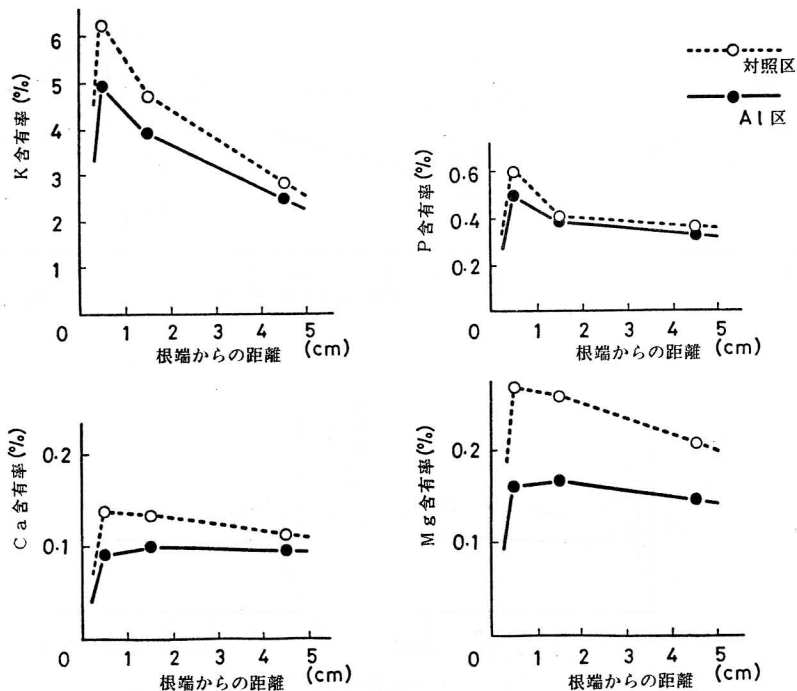 対照区
Al区
K含有率(%)
6
5
4
3
2
1
0 1 2 3 4 5 (cm)
根端からの距離
P含有率(%)
0.6
0.4
0.2
0 1 2 3 4 5 (cm)
根端からの距離
Ca含有率(%)
0.2
0.1
0 1 2 3 4 5 (cm)
根端からの距離
Mg含有率(%)
0.2
0.1
0 1 2 3 4 5 (cm)
根端からの距離